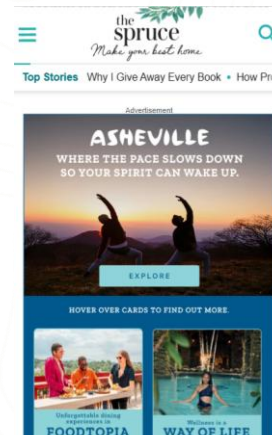 the
spruce
Make your best home
Top Stories Why I Give Away Every Book • How Pr
Advertisement
ASHEVILLE
WHERE THE PACE SLOWS DOWN
SO YOUR SPIRIT CAN WAKE UP.
EXPLORE
HOVER OVER CARDS TO FIND OUT MORE.
Unforgettable dining
experiences in
FOODTOPIA
Wellness is a
WAY OF LIFE